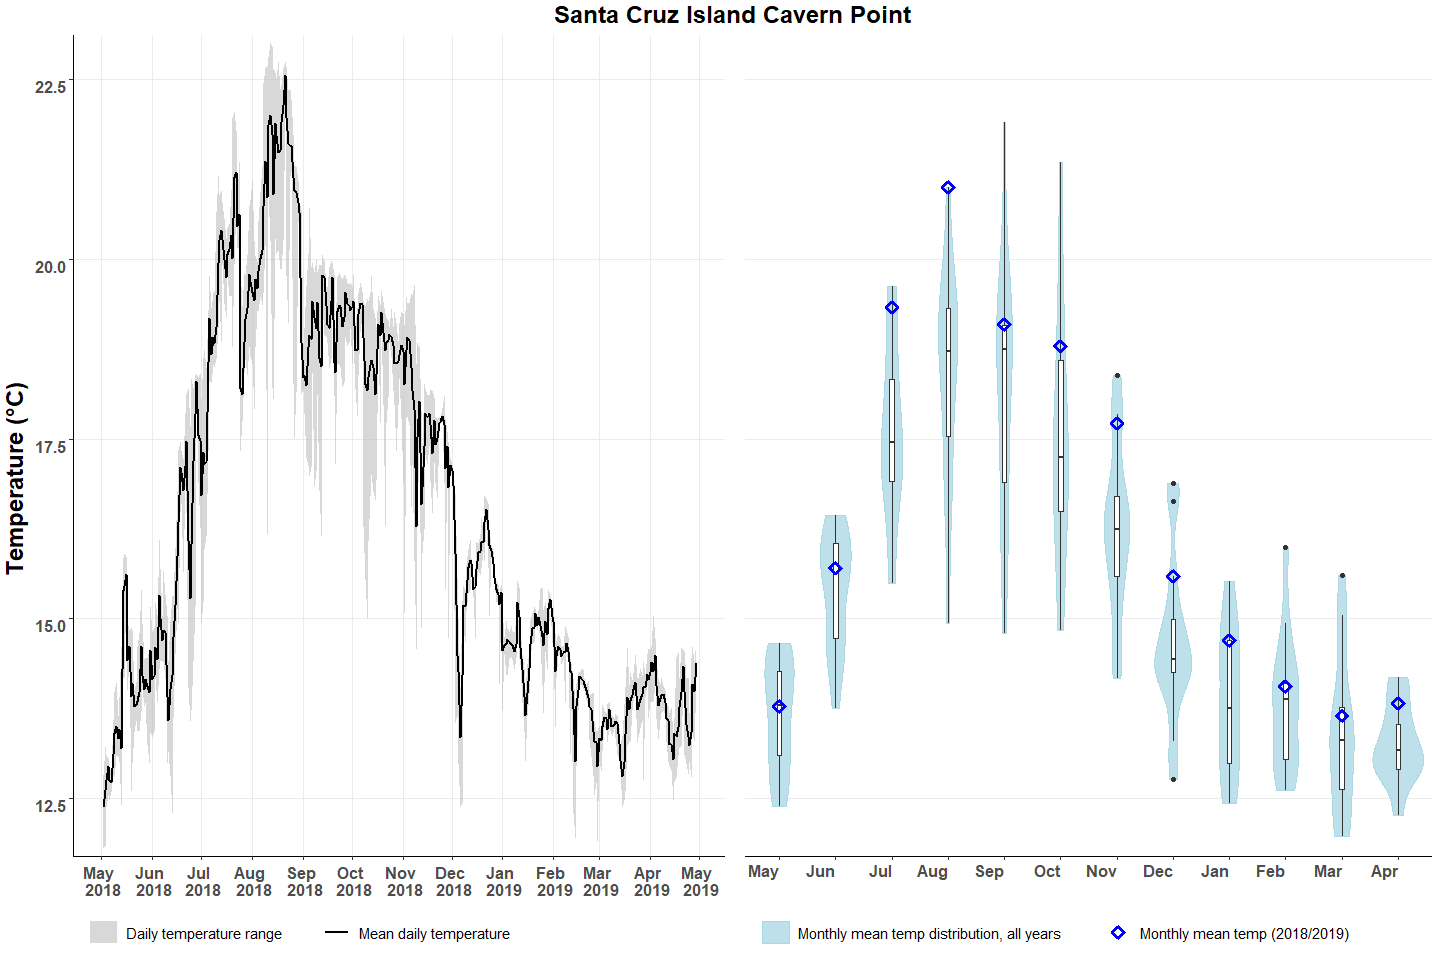 Santa Cruz Island Cavern Point
Temperature (°C)
22.5
20.0
17.5
15.0
12.5
May Jun Jul Aug Sep Oct Nov Dec Jan Feb Mar Apr May
2018 2018 2018 2018 2018 2018 2018 2018 2019 2019 2019 2019 2019
May Jun Jul Aug Sep Oct Nov Dec Jan Feb Mar Apr
Daily temperature range Mean daily temperature
Monthly mean temp distribution, all years Monthly mean temp (2018/2019)